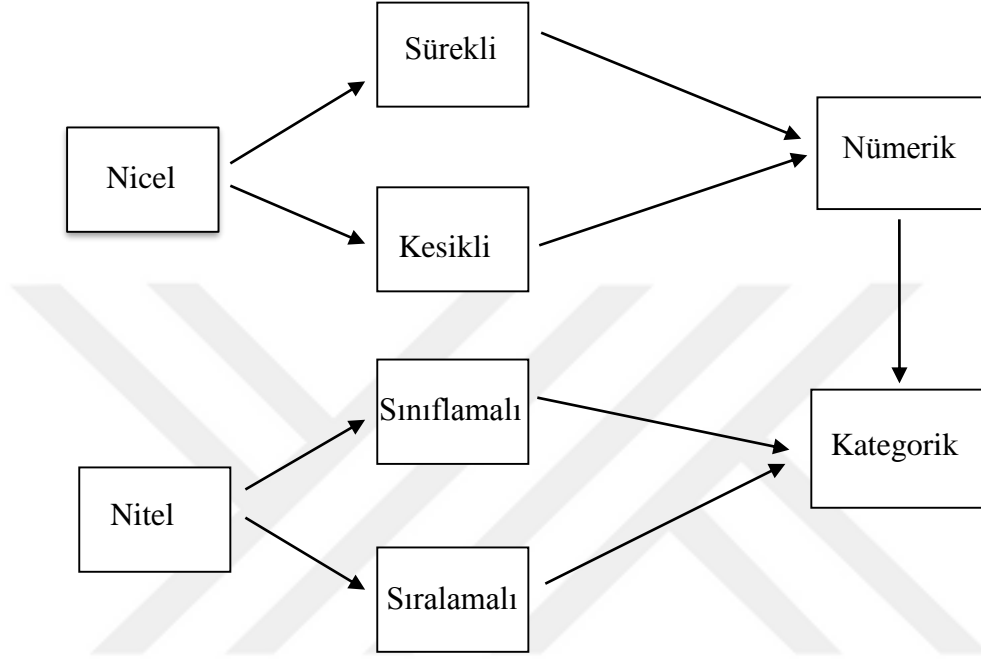 Sürekli
Nicel
Nümerik
Kesikli
Sınıflamalı
Kategorik
Nitel
Sıralamalı